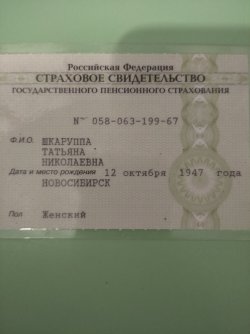 Российская Федерация
СТРАХОВОЕ СВИДЕТЕЛЬСТВО
ГОСУДАРСТВЕННОГО ПЕНСИОННОГО СТРАХОВАНИЯ
№ 058-063-199-67
Ф.И.О. ШКАРУППА
ТАТЬЯНА
НИКОЛАЕВНА
Дата и место рождения 12 октября 1947 года
НОВОСИБИРСК
Пол Женский